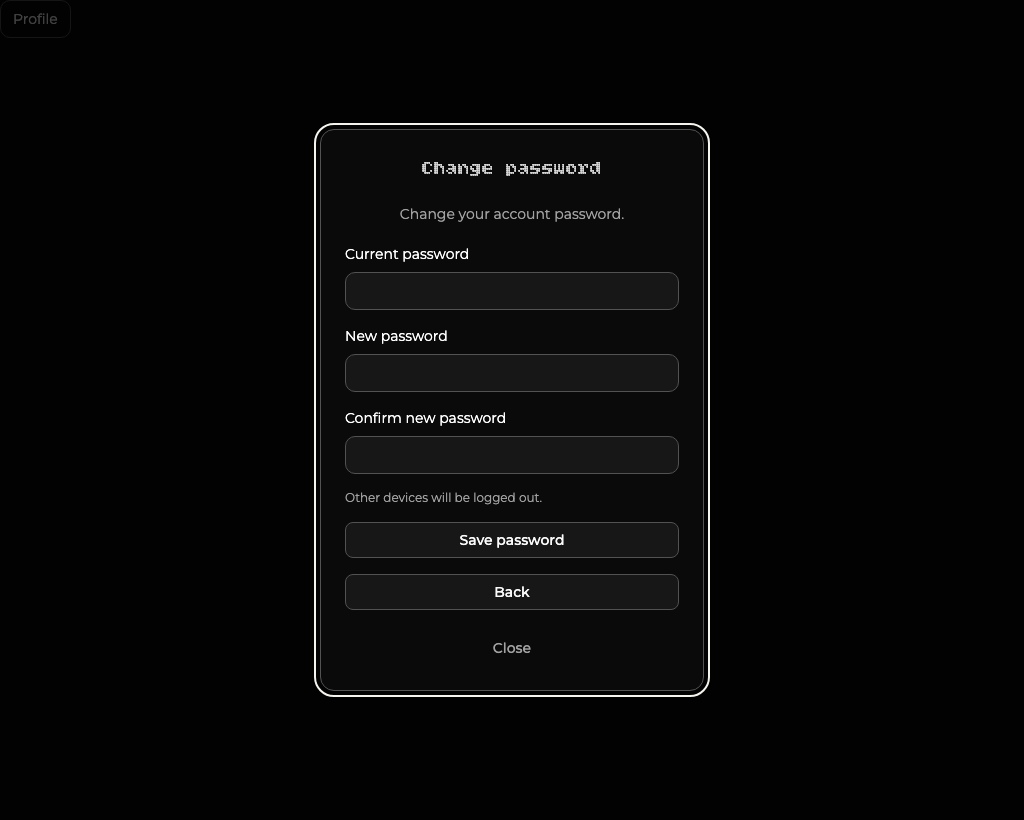 Profile
Change password
Change your account password.
Current password
New password
Confirm new password
Other devices will be logged out.
Save password
Back
Close